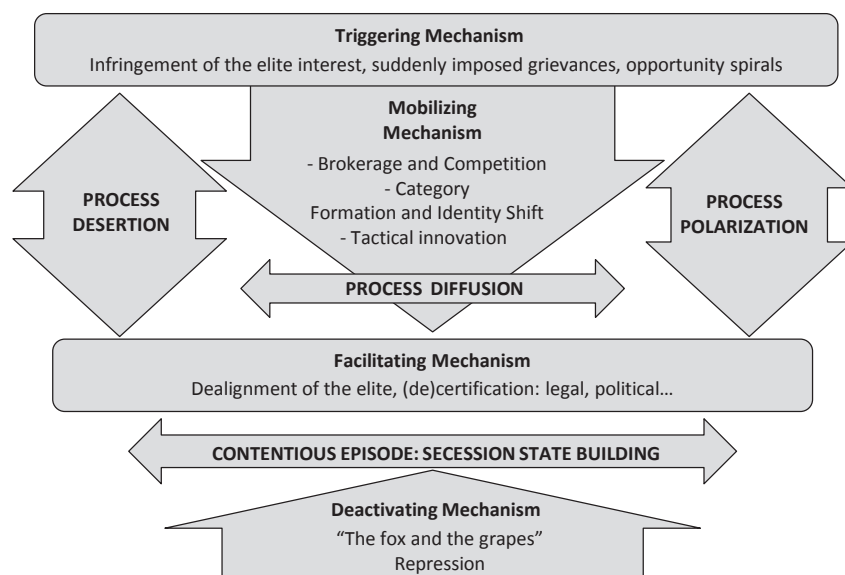 Triggering Mechanism
Infringement of the elite interest, suddenly imposed grievances, opportunity spirals
Mobilizing
Mechanism
- Brokerage and Competition
- Category
Formation and Identity Shift
- Tactical innovation
PROCESS
DESERTION
PROCESS
POLARIZATION
PROCESS DIFFUSION
Facilitating Mechanism
Dealignment of the elite, (de)certification: legal, political…
CONTENTIOUS EPISODE: SECESSION STATE BUILDING
Deactivating Mechanism
“The fox and the grapes”
Repression